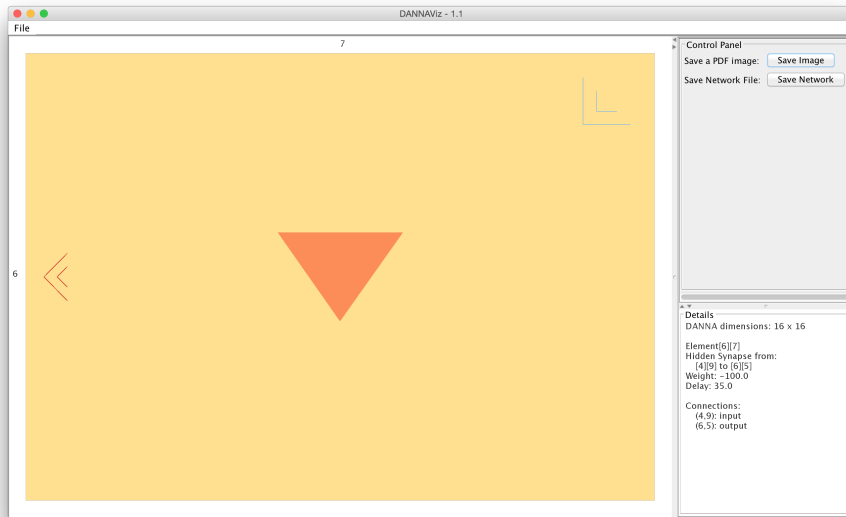 DANNAViz - 1.1
File
7
6
Control Panel
Save a PDF image: Save Image
Save Network File: Save Network
Details
DANNA dimensions: 16 x 16
Element[6][7]
Hidden Synapse from:
[4][9] to [6][5]
Weight: -100.0
Delay: 35.0
Connections:
(4,9): input
(6,5): output